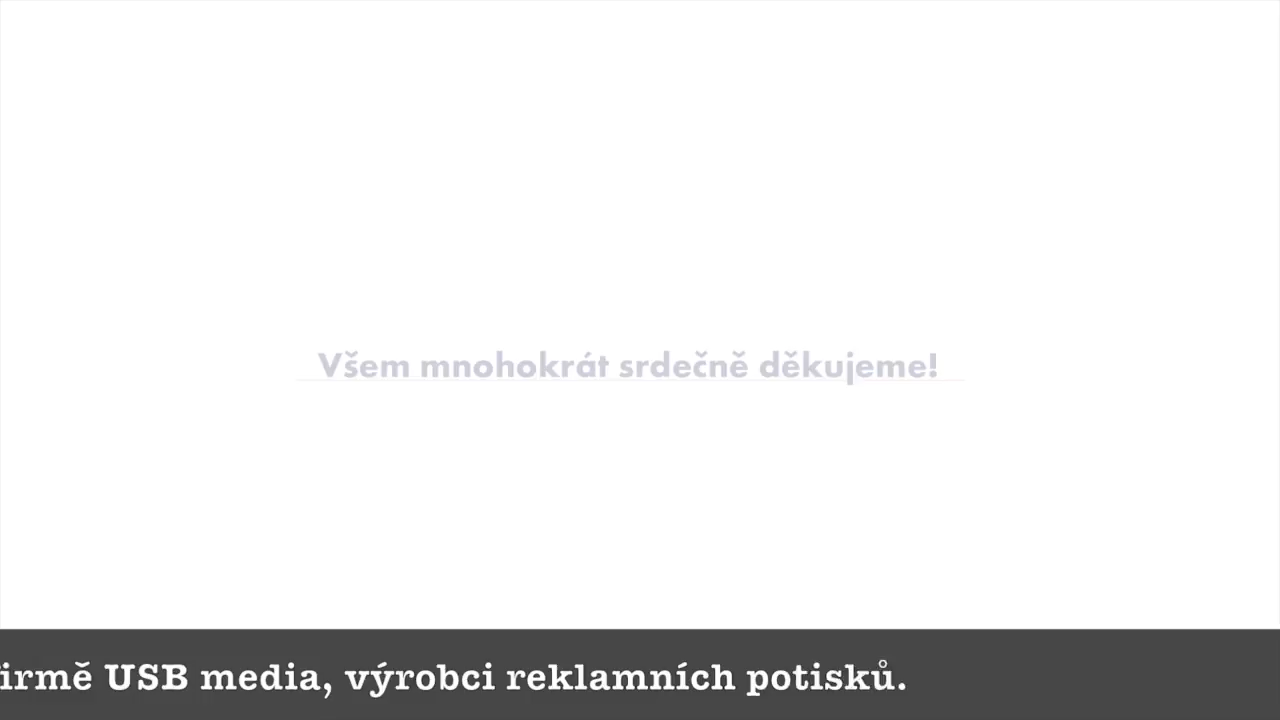 Všem mnohokrát srdečně děkujeme!
irmě USB media, výrobci reklamních potisků.